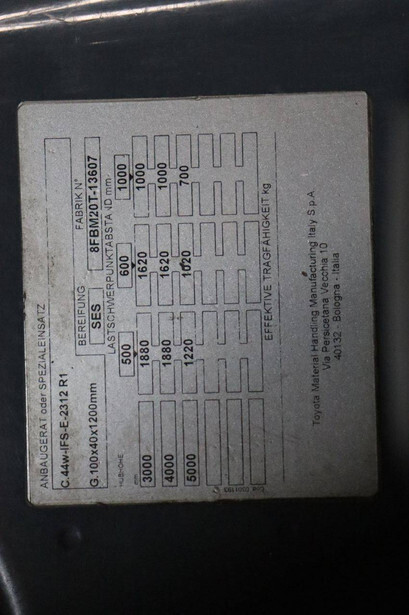 ANBAUGERÄT oder SPEZIALEINSATZ
C.44w-IFS-E-2312 R1
G.100x40x1200mm
BEREIFUNG
SES
FABRIK N°
8FBM20T-13607
LASTSCHWERPUNKTABSTAND mm
HUBHÖHE mm 500 600 1000
3000 1880 1620 1000
4000 1880 1620 1000
5000 1220 1020 700
EFFEKTIVE TRAGFÄHIGKEIT kg
Toyota Material Handling Manufacturing Italy S.p.A.
Via Persicetana Vecchia 10
40132 - Bologna - Italia